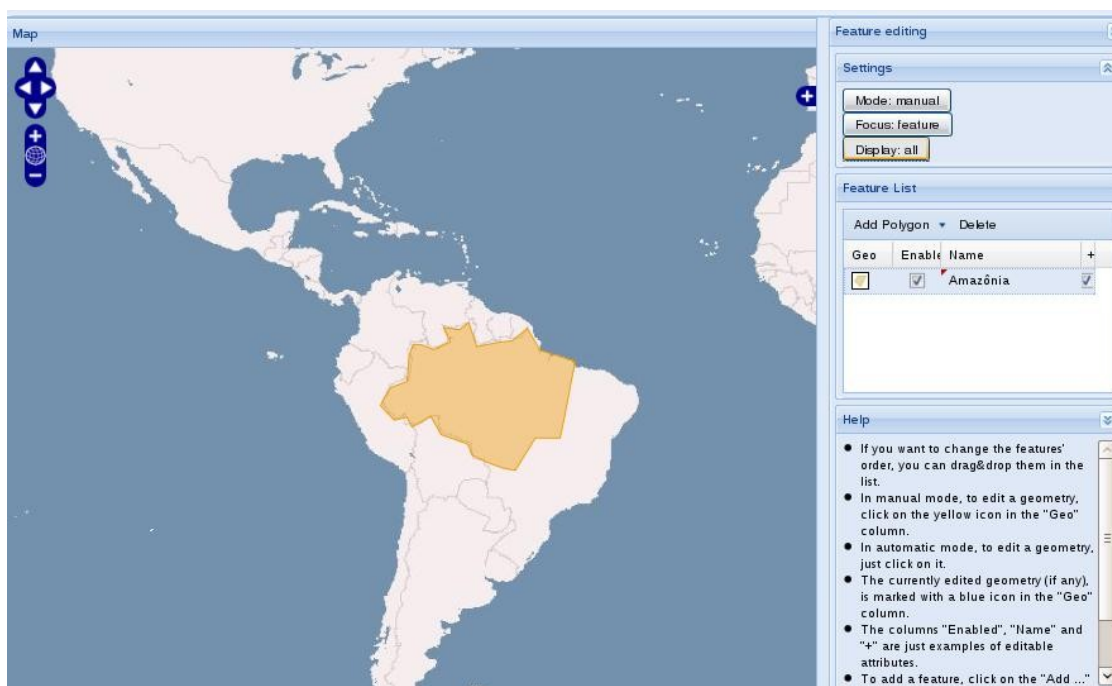 Map
Feature editing
Settings
Mode: manual
Focus: feature
Display: all
Feature List
Add Polygon Delete
Geo Enable Name +
Amazônia
Help
If you want to change the features'
order, you can drag&drop them in the
list.
In manual mode, to edit a geometry,
click on the yellow icon in the "Geo"
column.
In automatic mode, to edit a geometry,
just click on it.
The currently edited geometry (if any),
is marked with a blue icon in the "Geo"
column.
The columns "Enabled", "Name" and
"+" are just examples of editable
attributes.
To add a feature, click on the "Add ..."